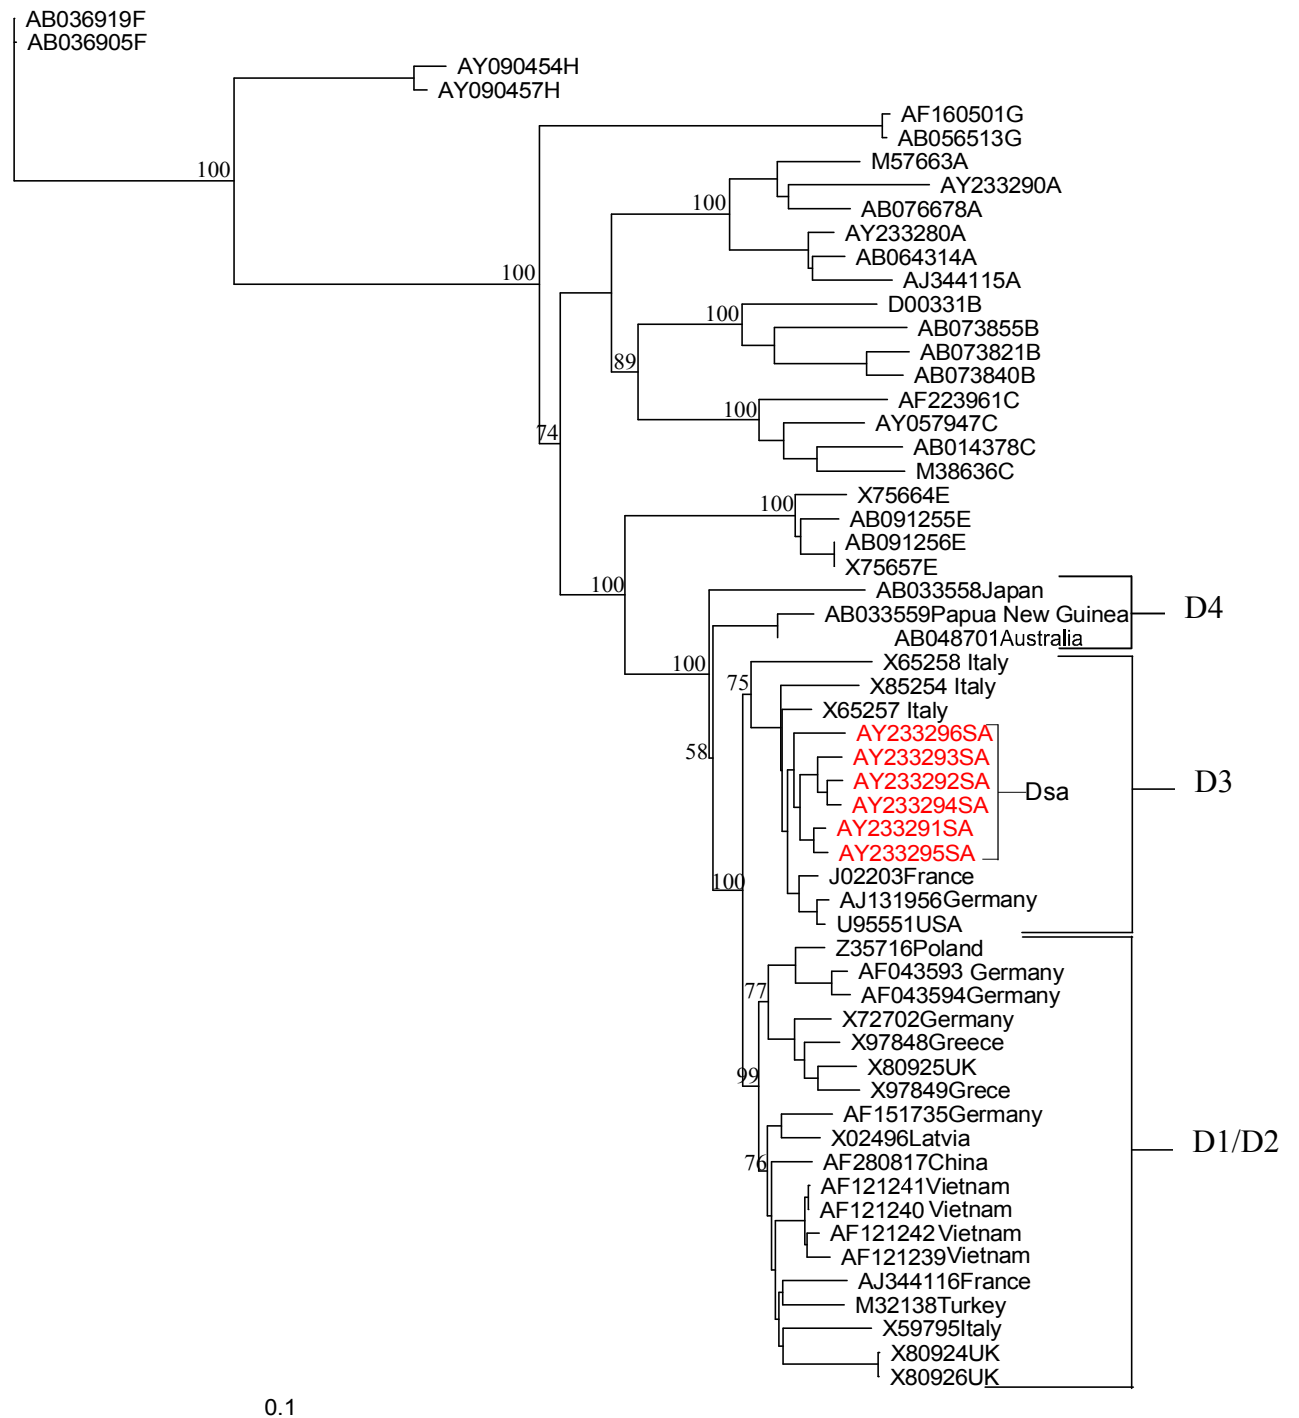 AB036919F
AB036905F
AY090454H
AY090457H
AF160501G
AB056513G
100
M57663A
AY233290A
100
AB076678A
AY233280A
AB064314A
100
AJ344115A
D00331B
100
AB073855B
AB073821B
89
AB073840B
AF223961C
100
AY057947C
74
AB014378C
M38636C
X75664E
100
AB091255E
AB091256E
X75657E
100
AB033558Japan
AB033559Papua New Guinea
D4
AB048701Australia
100
X65258 Italy
75
X85254 Italy
X65257 Italy
AY233296SA
58
AY233293SA
AY233292SA
D3
Dsa
AY233294SA
AY233291SA
AY233295SA
100
J02203France
AJ131956Germany
U95551USA
Z35716Poland
AF043593 Germany
77
AF043594Germany
X72702Germany
X97848Greece
X80925UK
99
X97849Grece
AF151735Germany
X02496Latvia
D1/D2
76
AF280817China
AF121241Vietnam
AF121240 Vietnam
AF121242 Vietnam
AF121239Vietnam
AJ344116France
M32138Turkey
X59795Italy
X80924UK
X80926UK
0.1